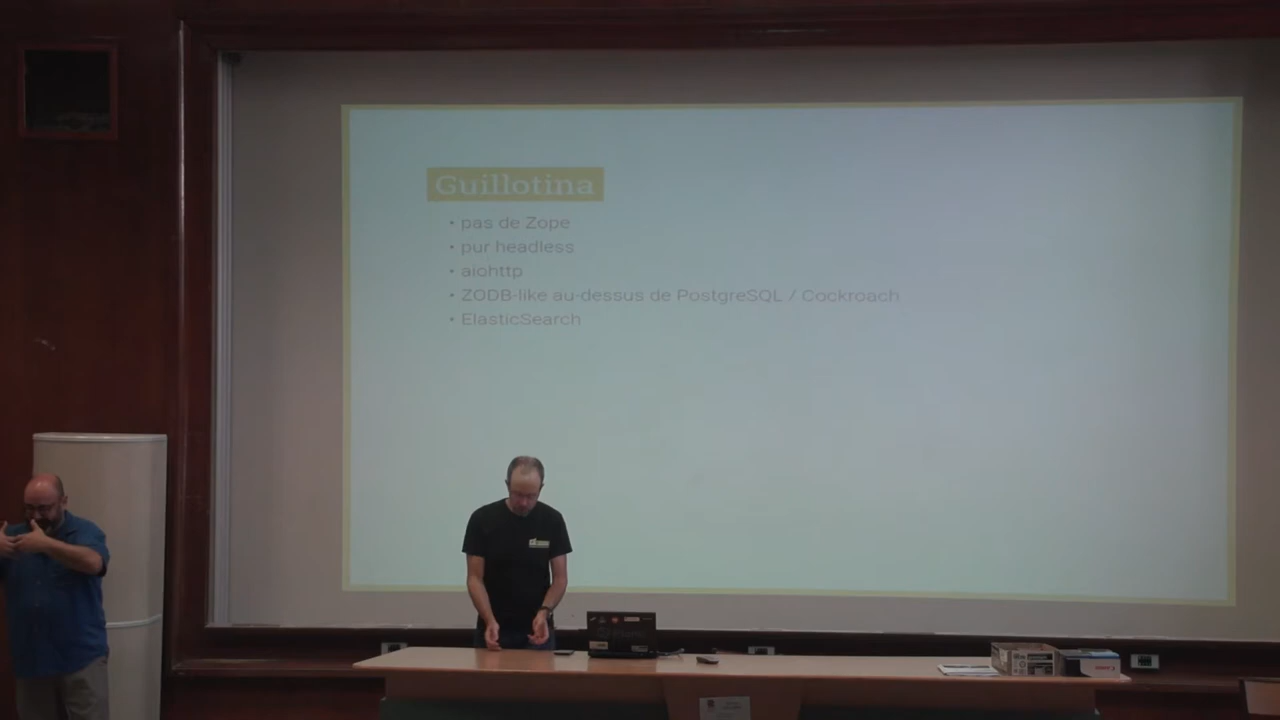 Guillotina
• pas de Zope
• pur headless
• aiohttp
• ZODB-like au-dessus de PostgreSQL / Cockroach
• ElasticSearch